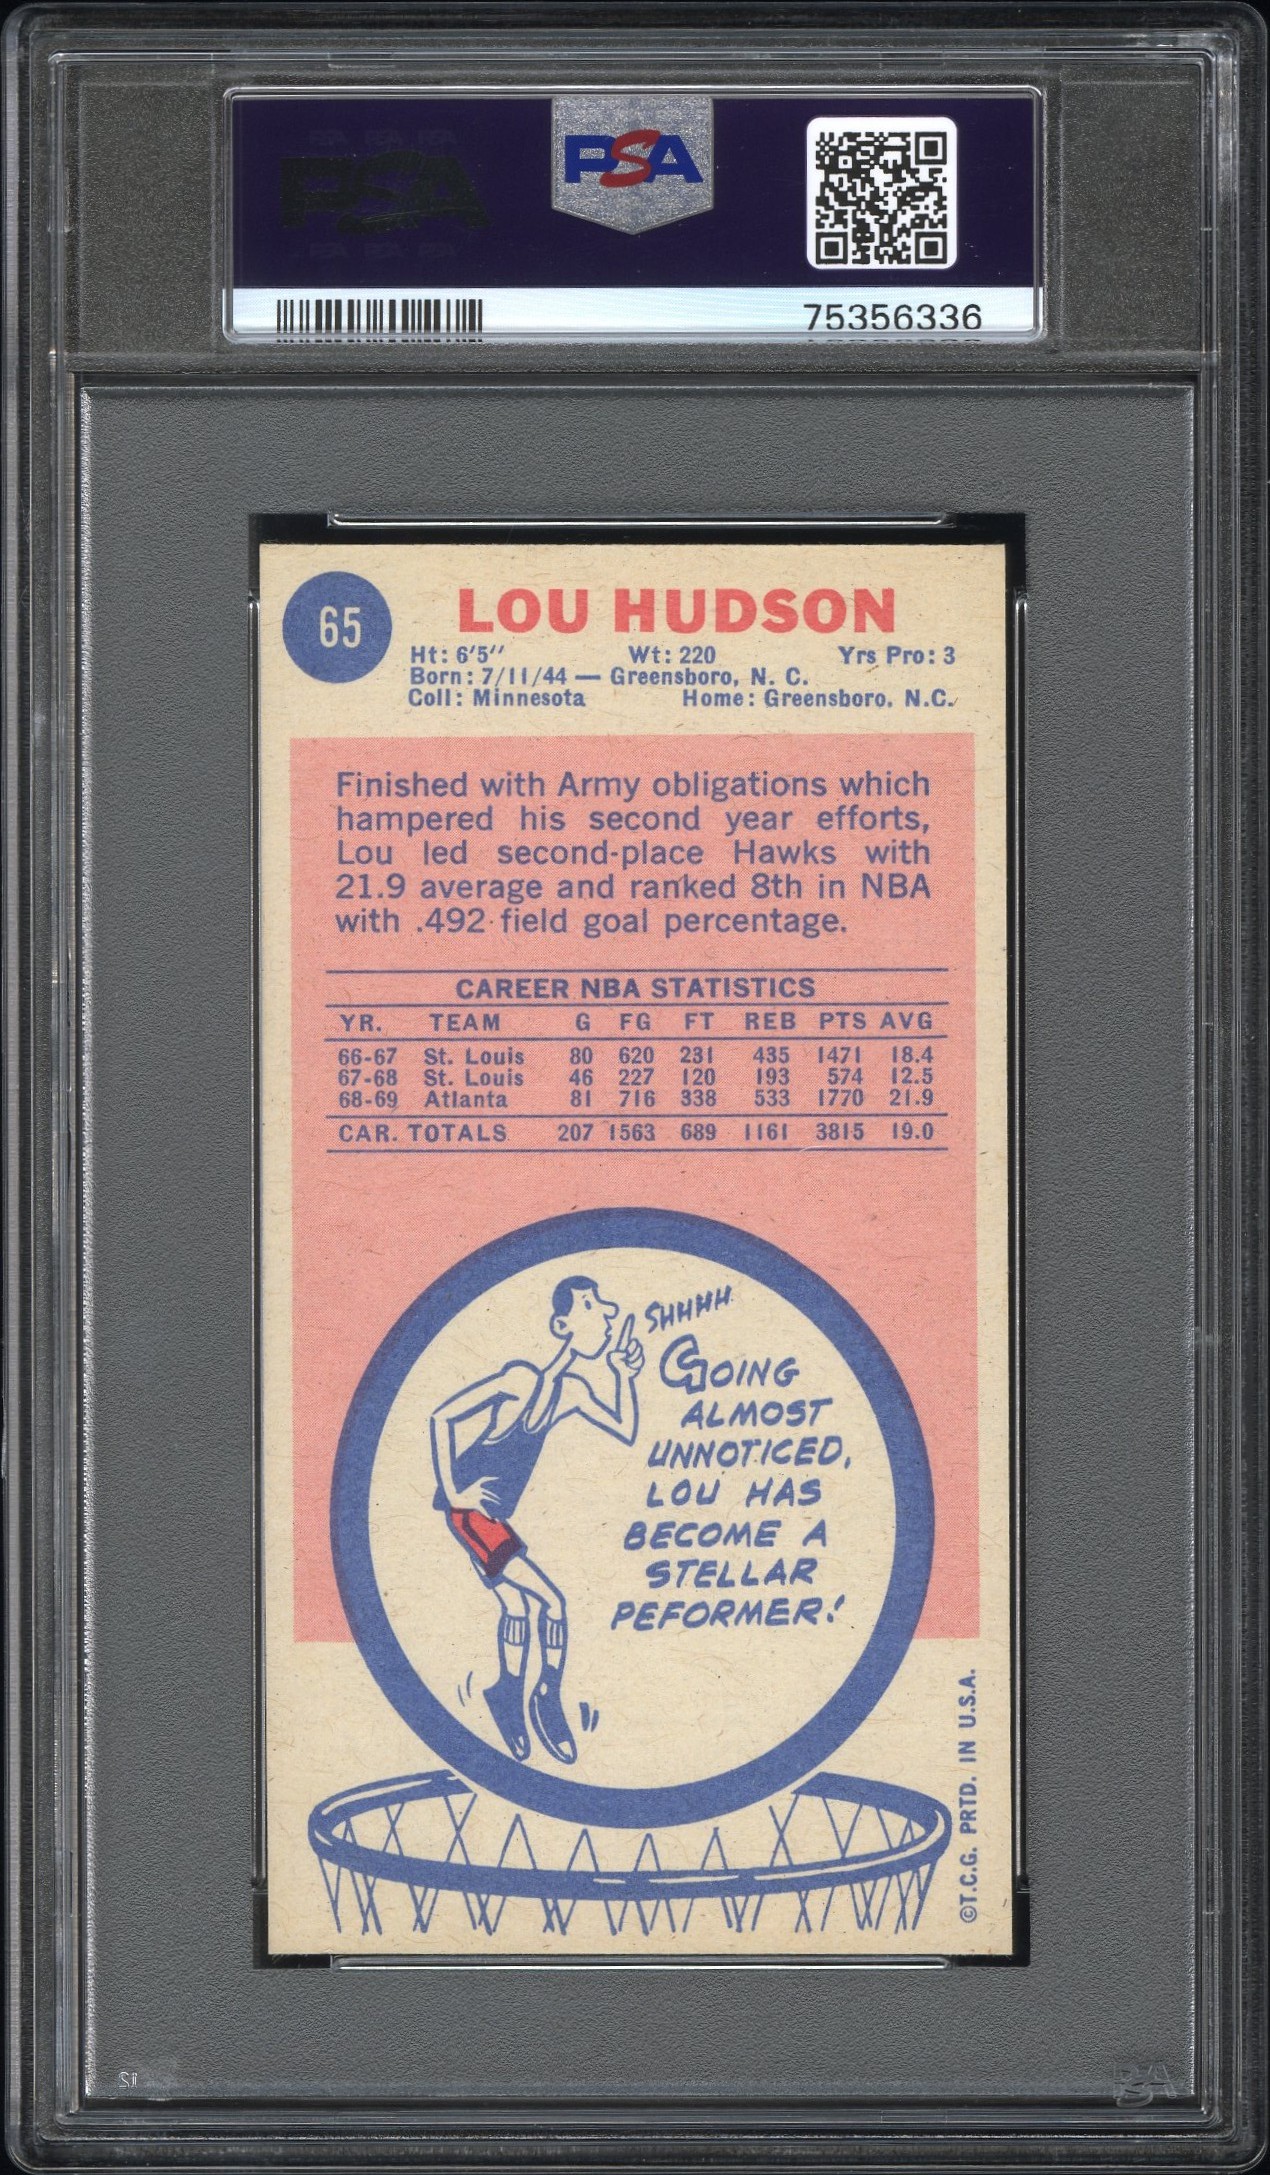 PSA
PSA
75356336
65
LOU HUDSON
Ht: 6'5'' Wt: 220 Yrs Pro: 3
Born: 7/11/44 — Greensboro, N. C.
Coll: Minnesota Home: Greensboro, N.C.
Finished with Army obligations which
hampered his second year efforts,
Lou led second-place Hawks with
21.9 average and ranked 8th in NBA
with .492 field goal percentage.
CAREER NBA STATISTICS
YR. TEAM G FG FT REB PTS AVG
66-67 St. Louis 80 620 231 435 1471 18.4
67-68 St. Louis 46 227 120 193 574 12.5
68-69 Atlanta 81 716 338 533 1770 21.9
CAR. TOTALS 207 1563 689 1161 3815 19.0
SHHHH
GOING
ALMOST
UNNOTICED,
LOU HAS
BECOME A
STELLAR
PEFORMER!
©T.C.G. PRTD. IN U.S.A.
PSA